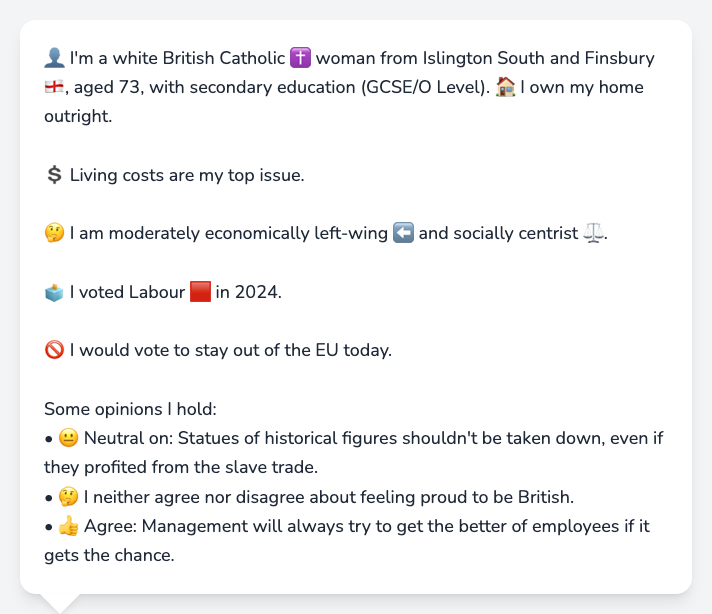 👤 I'm a white British Catholic ✝️ woman from Islington South and Finsbury
🏴󠁧󠁢󠁥󠁮󠁧󠁿, aged 73, with secondary education (GCSE/O Level). 🏠 I own my home
outright.
💲 Living costs are my top issue.
🤔 I am moderately economically left-wing ⬅️ and socially centrist ⚖️.
🗳️ I voted Labour 🟥 in 2024.
🚫 I would vote to stay out of the EU today.
Some opinions I hold:
• 😐 Neutral on: Statues of historical figures shouldn't be taken down, even if
they profited from the slave trade.
• 🤔 I neither agree nor disagree about feeling proud to be British.
• 👍 Agree: Management will always try to get the better of employees if it
gets the chance.